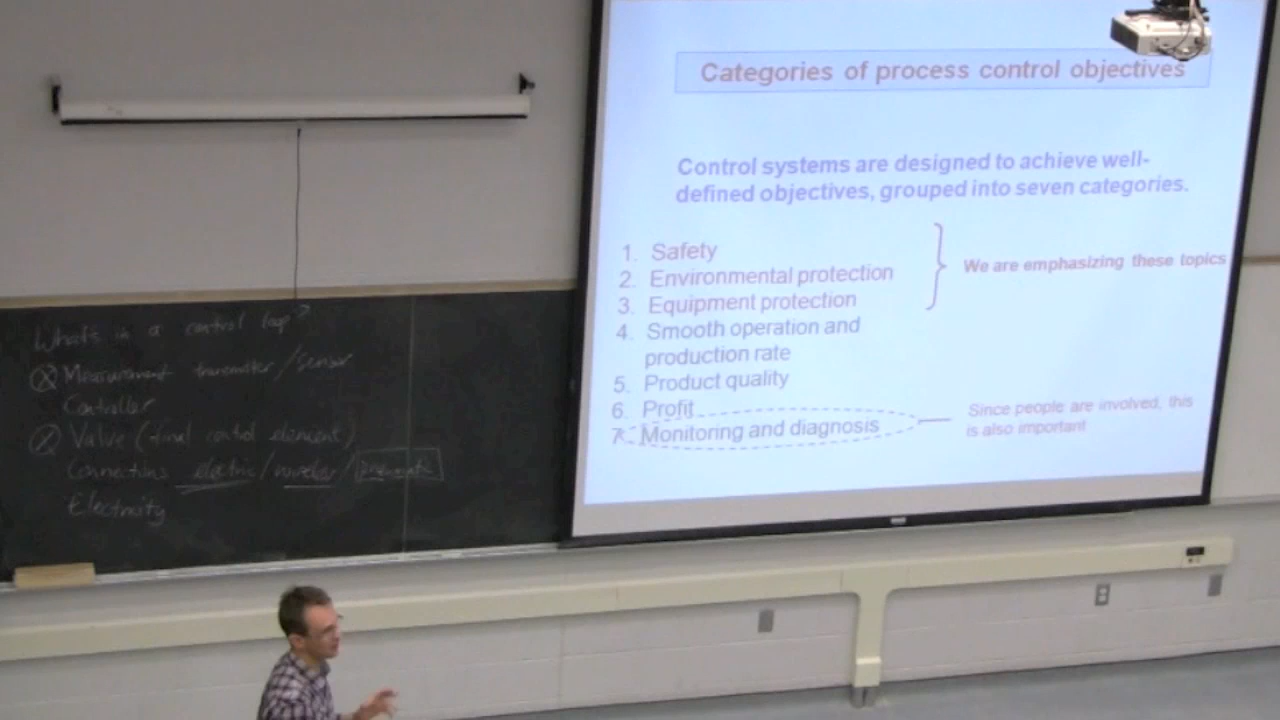 What's in a control loop?
Measurement transmitter / Sensor
Controller
Valve (final control element)
Connections electric / wireless / pneumatic
Electricity
Categories of process control objectives
Control systems are designed to achieve well-
defined objectives, grouped into seven categories.
1. Safety
2. Environmental protection
3. Equipment protection
We are emphasizing these topics
4. Smooth operation and
production rate
5. Product quality
6. Profit
7. Monitoring and diagnosis
Since people are involved, this
is also important